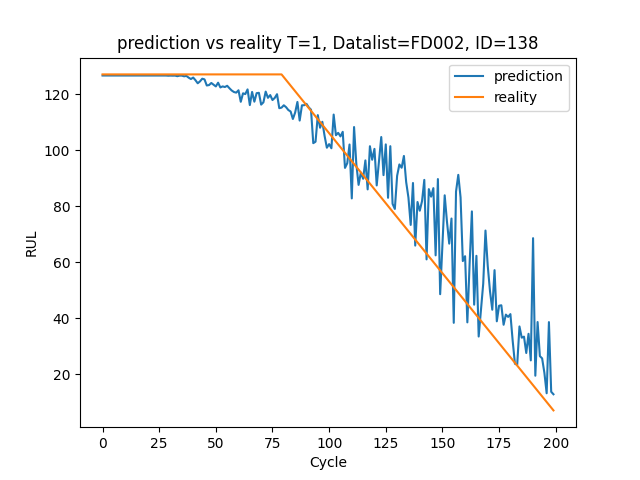 prediction vs reality T=1, Datalist=FD002, ID=138
prediction
reality
RUL
120
100
80
60
40
20
0 25 50 75 100 125 150 175 200
Cycle